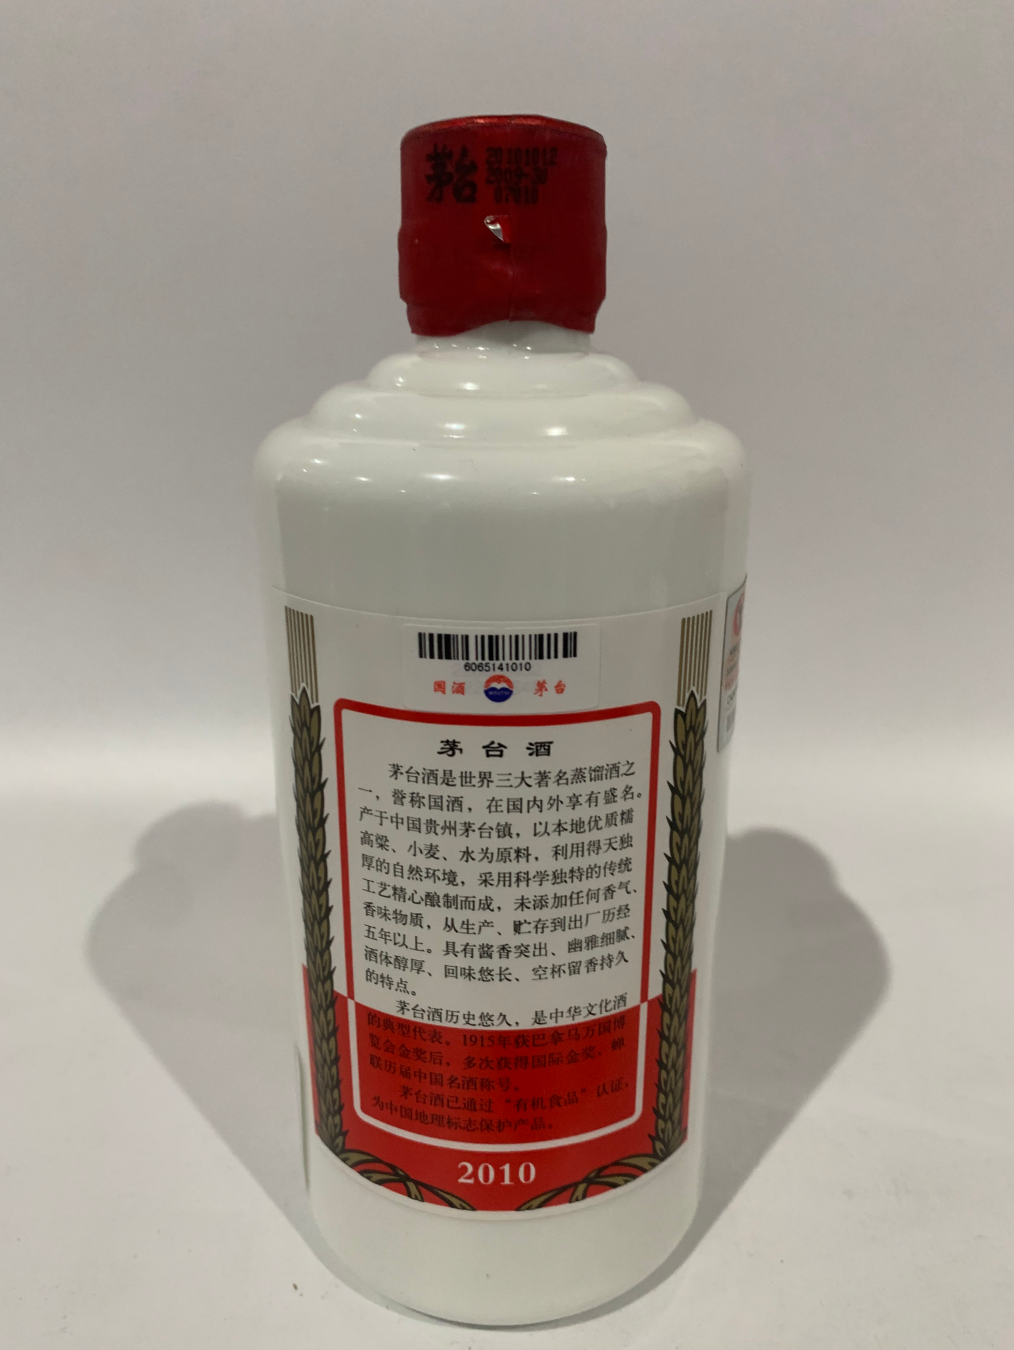 茅台
20101012
2009-30
07010
6065141010
国酒
茅台
茅台酒
茅台酒是世界三大著名蒸馏酒之
一，誉称国酒，在国内外享有盛名。
产于中国贵州茅台镇，以本地优质糯
高粱、小麦、水为原料，利用得天独
厚的自然环境，采用科学独特的传统
工艺精心酿制而成，未添加任何香气、
香味物质，从生产、贮存到出厂历经
五年以上。具有酱香突出、幽雅细腻、
酒体醇厚、回味悠长、空杯留香持久
的特点。
茅台酒历史悠久，是中华文化酒
的典型代表。1915年获巴拿马万国博
览会金奖后，多次获得国际金奖、蝉
联历届中国名酒称号。
茅台酒已通过“有机食品”认证，
为中国地理标志保护产品。
2010